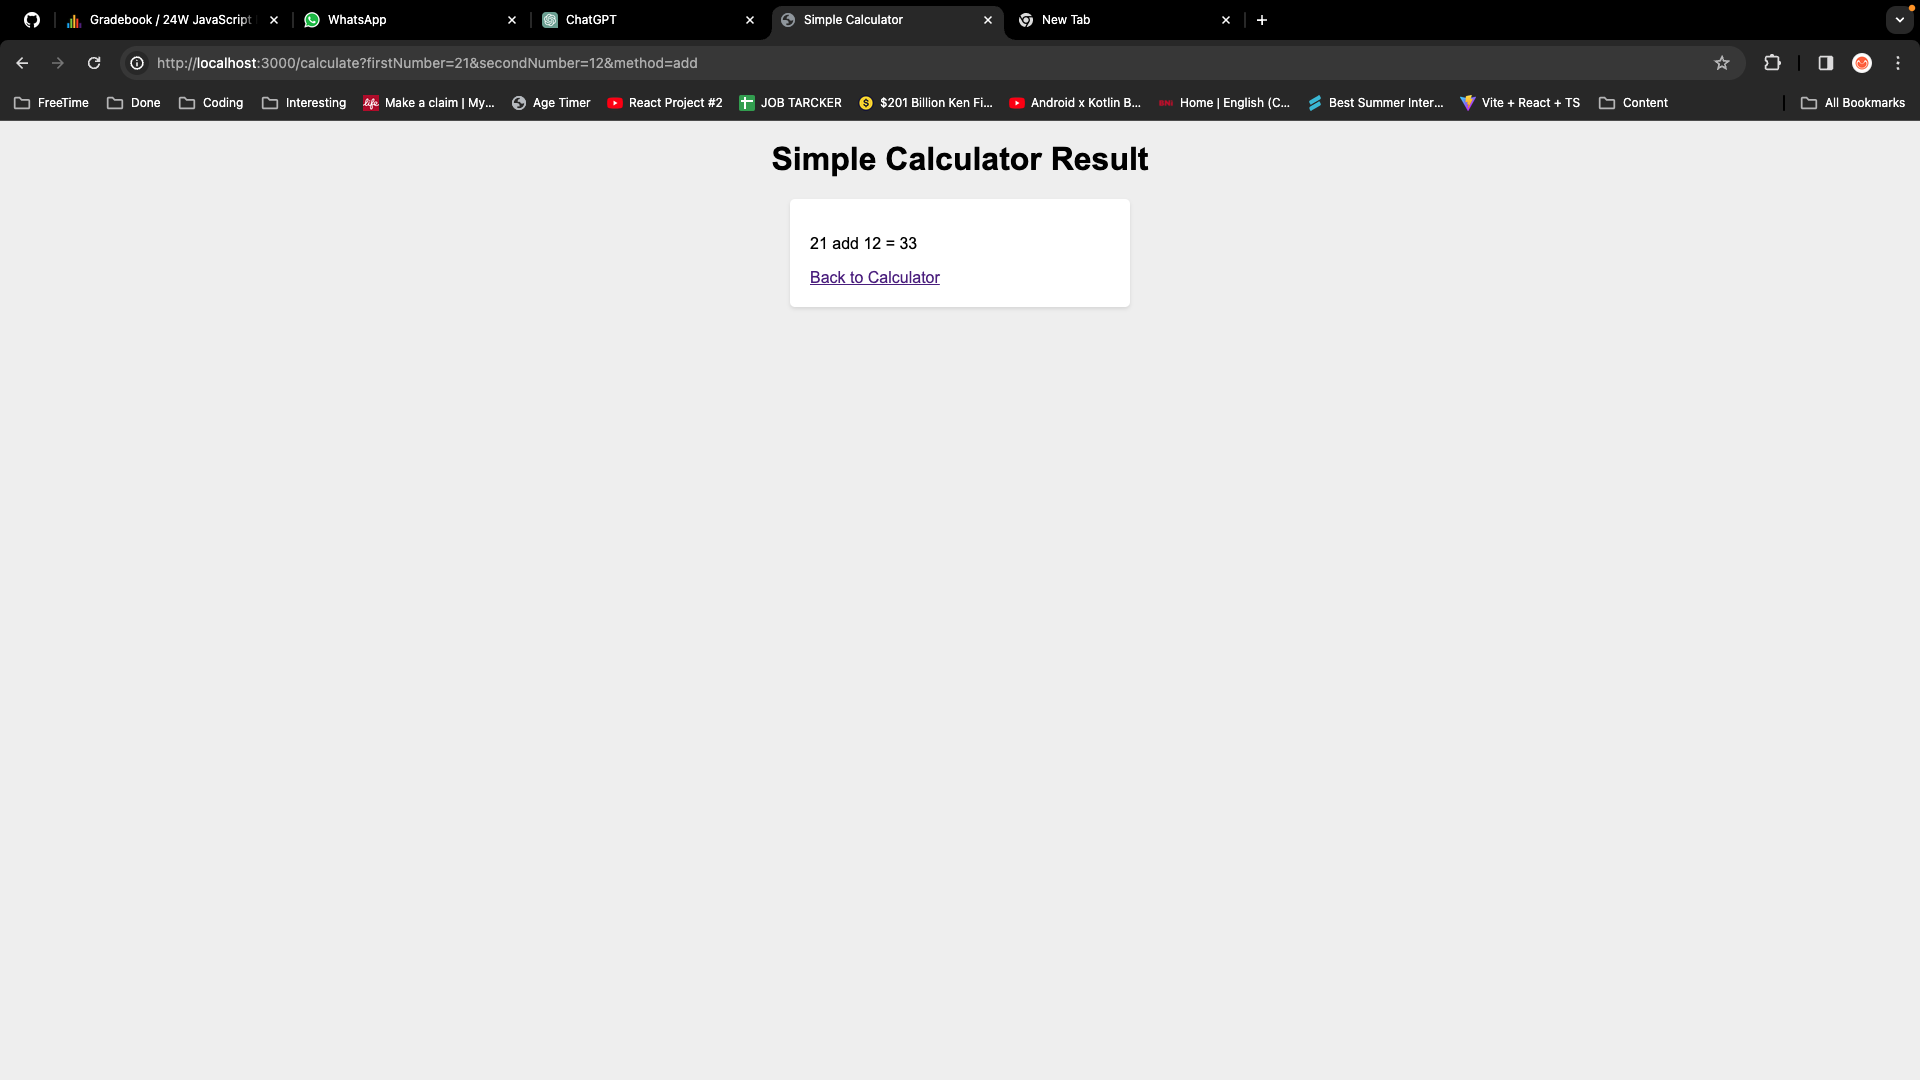 Gradebook / 24W JavaScript
WhatsApp
ChatGPT
Simple Calculator
New Tab
http://localhost:3000/calculate?firstNumber=21&secondNumber=12&method=add
FreeTime
Done
Coding
Interesting
Make a claim | My...
Age Timer
React Project #2
JOB TARCKER
$201 Billion Ken Fi...
Android x Kotlin B...
Home | English (C...
Best Summer Inter...
Vite + React + TS
Content
All Bookmarks
Simple Calculator Result
21 add 12 = 33
Back to Calculator